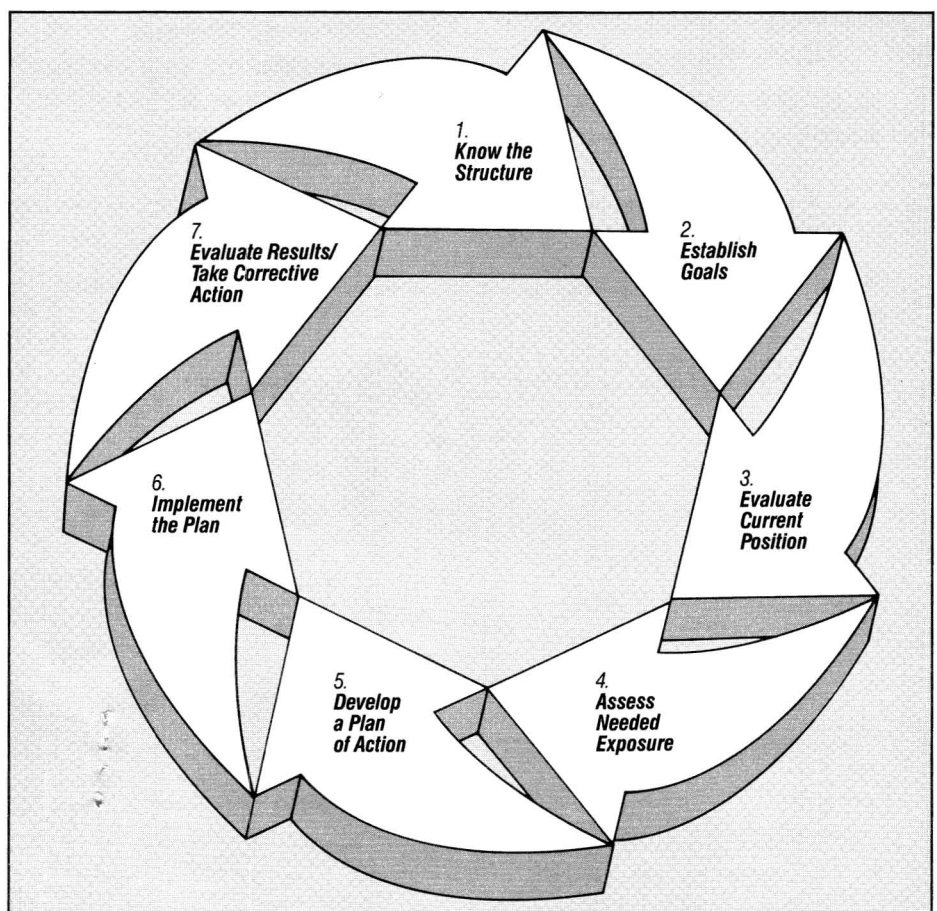 1.
Know the
Structure
2.
Establish
Goals
3.
Evaluate
Current
Position
4.
Assess
Needed
Exposure
5.
Develop
a Plan
of Action
6.
Implement
the Plan
7.
Evaluate Results/
Take Corrective
Action